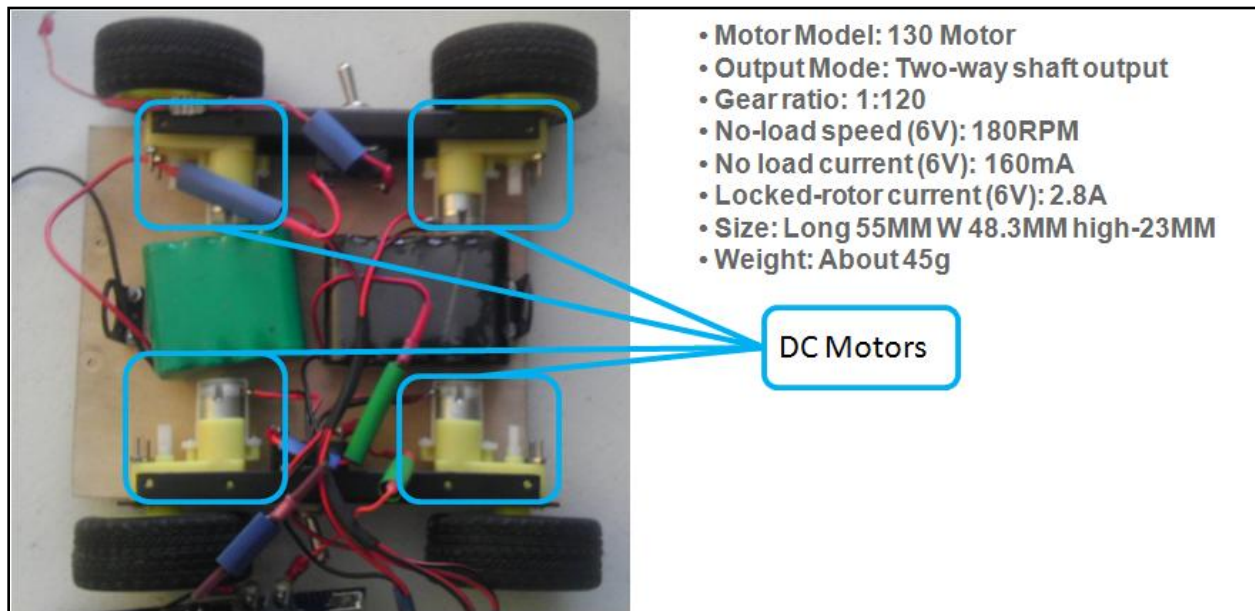 • Motor Model: 130 Motor
• Output Mode: Two-way shaft output
• Gear ratio: 1:120
• No-load speed (6V): 180RPM
• No load current (6V): 160mA
• Locked-rotor current (6V): 2.8A
• Size: Long 55MM W 48.3MM high-23MM
• Weight: About 45g
DC Motors